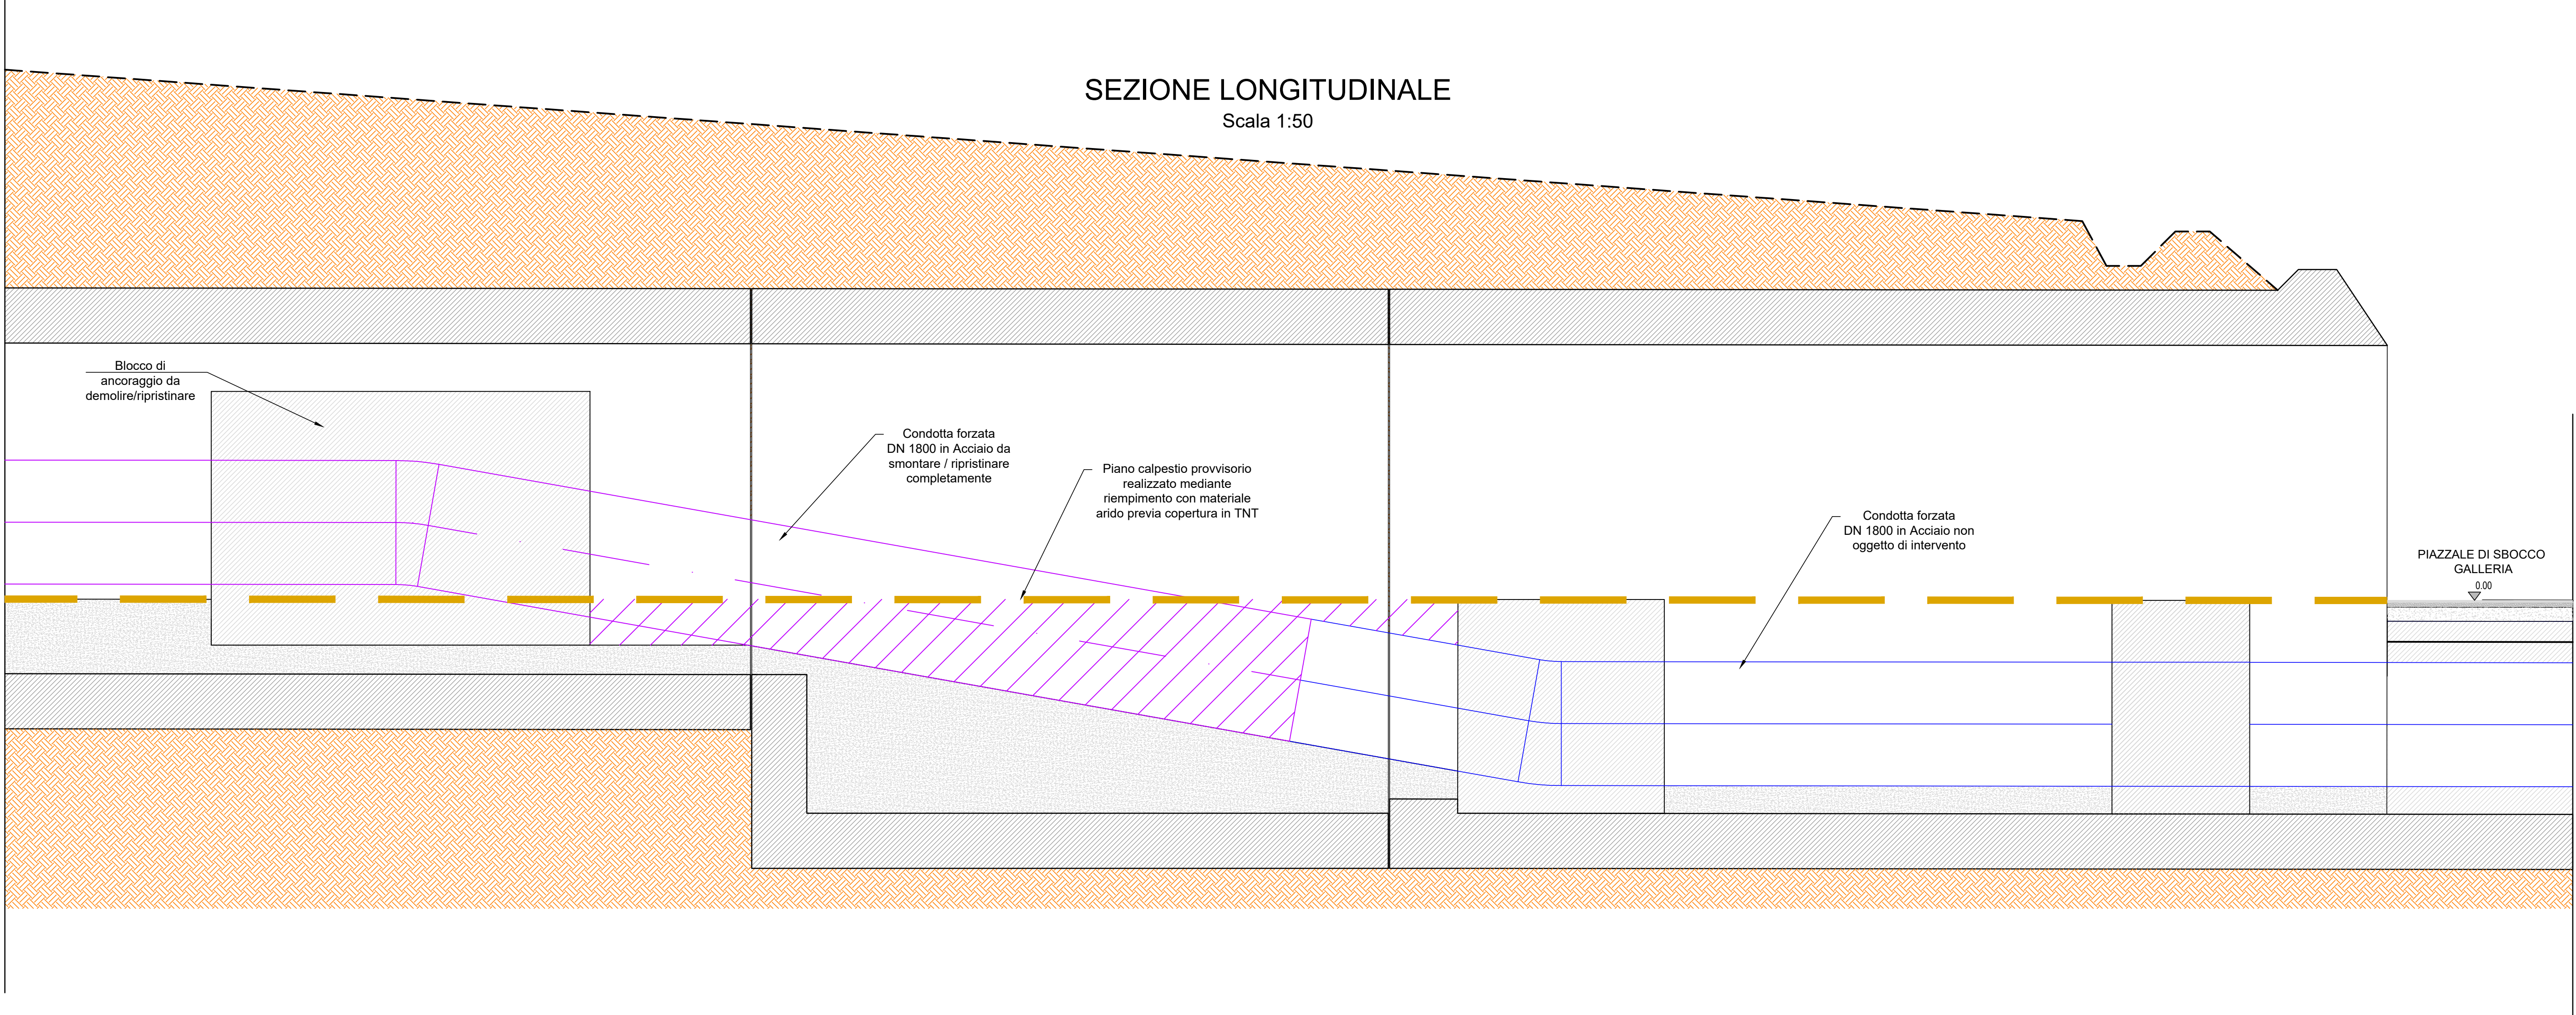 SEZIONE LONGITUDINALE
Scala 1:50
Blocco di
ancoraggio da
demolire/ripristinare
Condotta forzata
DN 1800 in Acciaio da
smontare / ripristinare
completamente
Piano calpestio provvisorio
realizzato mediante
riempimento con materiale
arido previa copertura in TNT
Condotta forzata
DN 1800 in Acciaio non
oggetto di intervento
PIAZZALE DI SBOCCO
GALLERIA
0.00